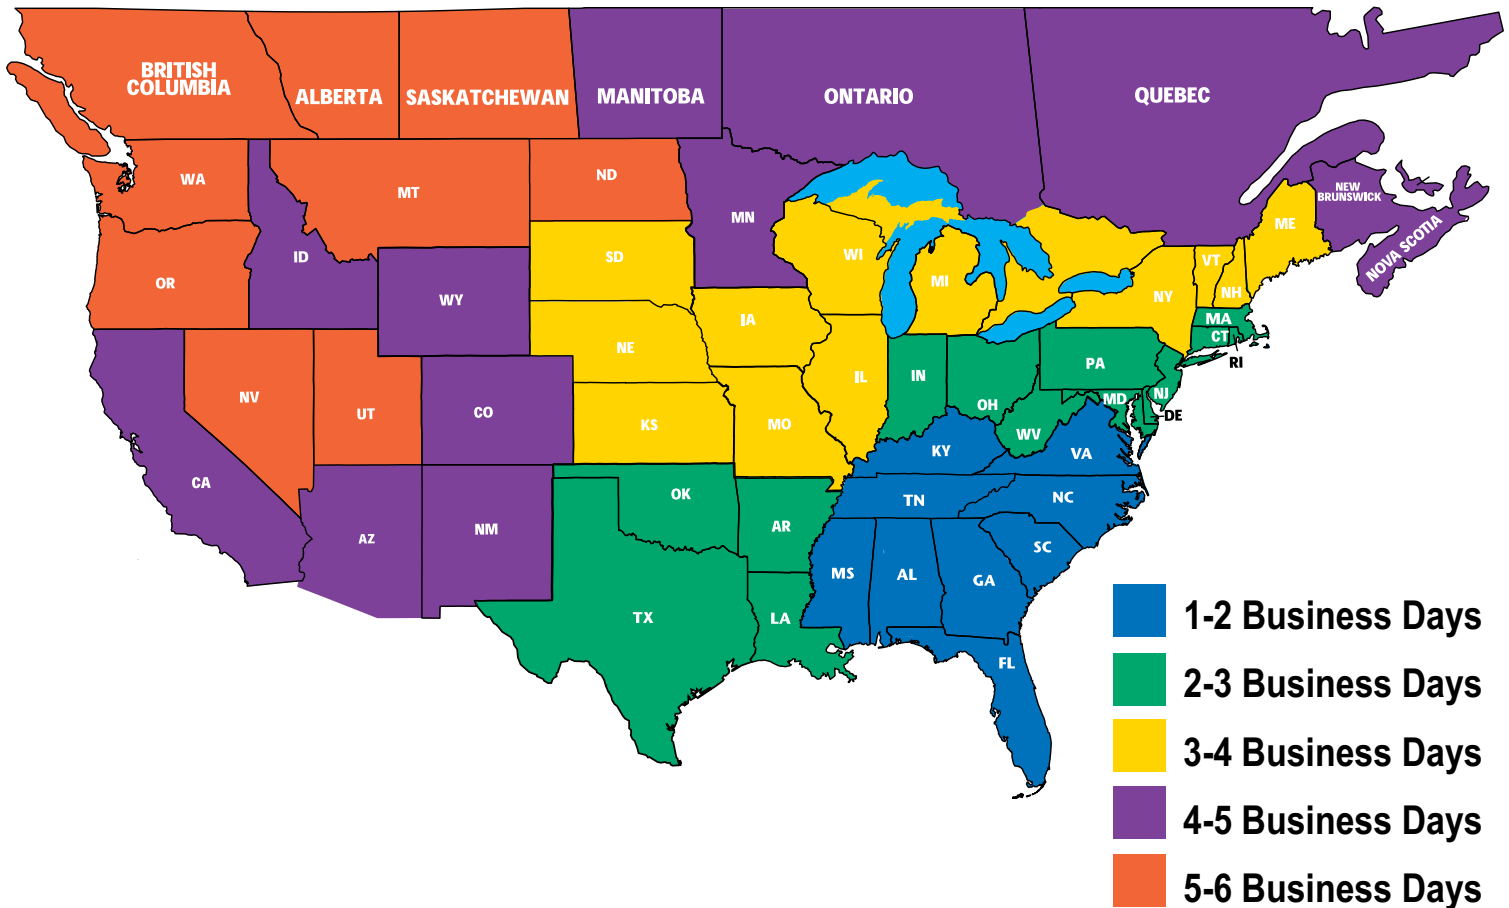 BRITISH
COLUMBIA
ALBERTA
SASKATCHEWAN
MANITOBA
ONTARIO
QUEBEC
NEW
BRUNSWICK
NOVA SCOTIA
WA
MT
ND
MN
OR
ID
WY
SD
WI
MI
NY
VT
NH
ME
MA
CT
RI
NV
UT
CO
NE
IA
KS
MO
IL
IN
OH
PA
NJ
MD
DE
WV
VA
KY
CA
AZ
NM
OK
AR
TN
NC
SC
TX
LA
MS
AL
GA
FL
1-2 Business Days
2-3 Business Days
3-4 Business Days
4-5 Business Days
5-6 Business Days